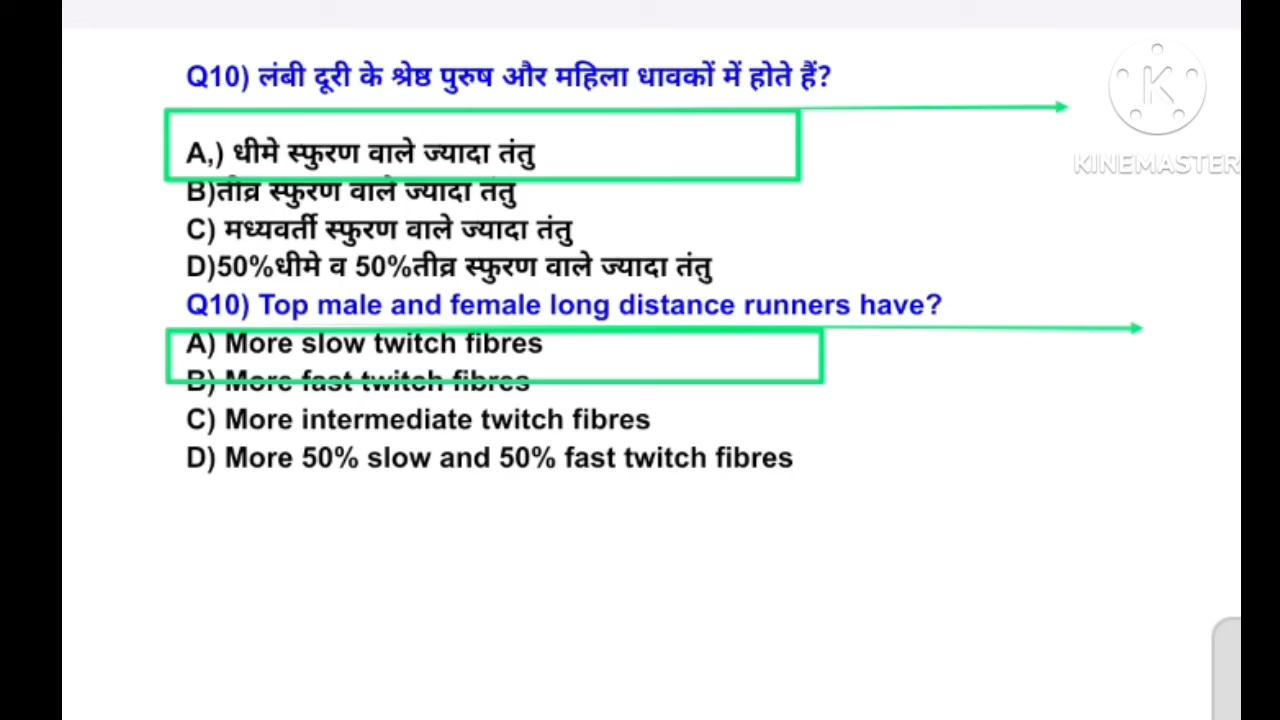 Q10) लंबी दूरी के श्रेष्ठ पुरुष और महिला धावकों में होते हैं?
A,) धीमे स्फुरण वाले ज्यादा तंतु
B)तीव्र स्फुरण वाले ज्यादा तंतु
C) मध्यवर्ती स्फुरण वाले ज्यादा तंतु
D)50%धीमे व 50%तीव्र स्फुरण वाले ज्यादा तंतु
Q10) Top male and female long distance runners have?
A) More slow twitch fibres
B) More fast twitch fibres
C) More intermediate twitch fibres
D) More 50% slow and 50% fast twitch fibres
K
KINEMASTER